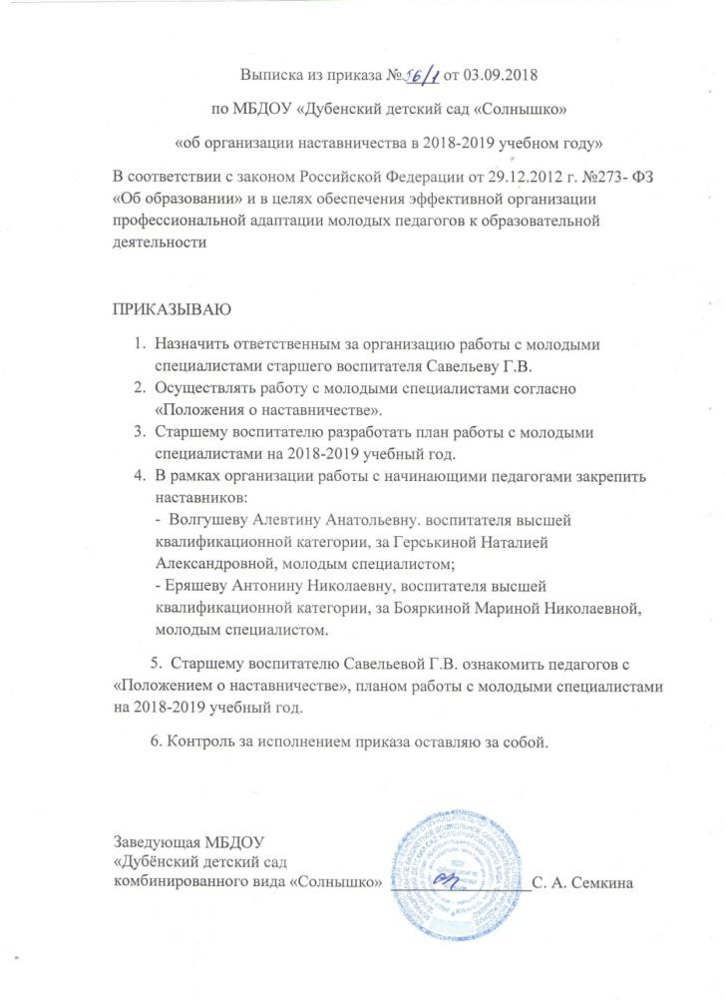 Выписка из приказа №56/1 от 03.09.2018
по МБДОУ «Дубенский детский сад «Солнышко»
«об организации наставничества в 2018-2019 учебном году»
В соответствии с законом Российской Федерации от 29.12.2012 г. №273- ФЗ
«Об образовании» и в целях обеспечения эффективной организации
профессиональной адаптации молодых педагогов к образовательной
деятельности
ПРИКАЗЫВАЮ
1. Назначить ответственным за организацию работы с молодыми
специалистами старшего воспитателя Савельеву Г.В.
2. Осуществлять работу с молодыми специалистами согласно
«Положения о наставничестве».
3. Старшему воспитателю разработать план работы с молодыми
специалистами на 2018-2019 учебный год.
4. В рамках организации работы с начинающими педагогами закрепить
наставников:
- Волгушеву Алевтину Анатольевну. воспитателя высшей
квалификационной категории, за Герськиной Наталией
Александровной, молодым специалистом;
- Еряшеву Антонину Николаевну, воспитателя высшей
квалификационной категории, за Бояркиной Мариной Николаевной,
молодым специалистом.
5. Старшему воспитателю Савельевой Г.В. ознакомить педагогов с
«Положением о наставничестве», планом работы с молодыми специалистами
на 2018-2019 учебный год.
6. Контроль за исполнением приказа оставляю за собой.
Заведующая МБДОУ
«Дубёнский детский сад
комбинированного вида «Солнышко» С. А. Семкина